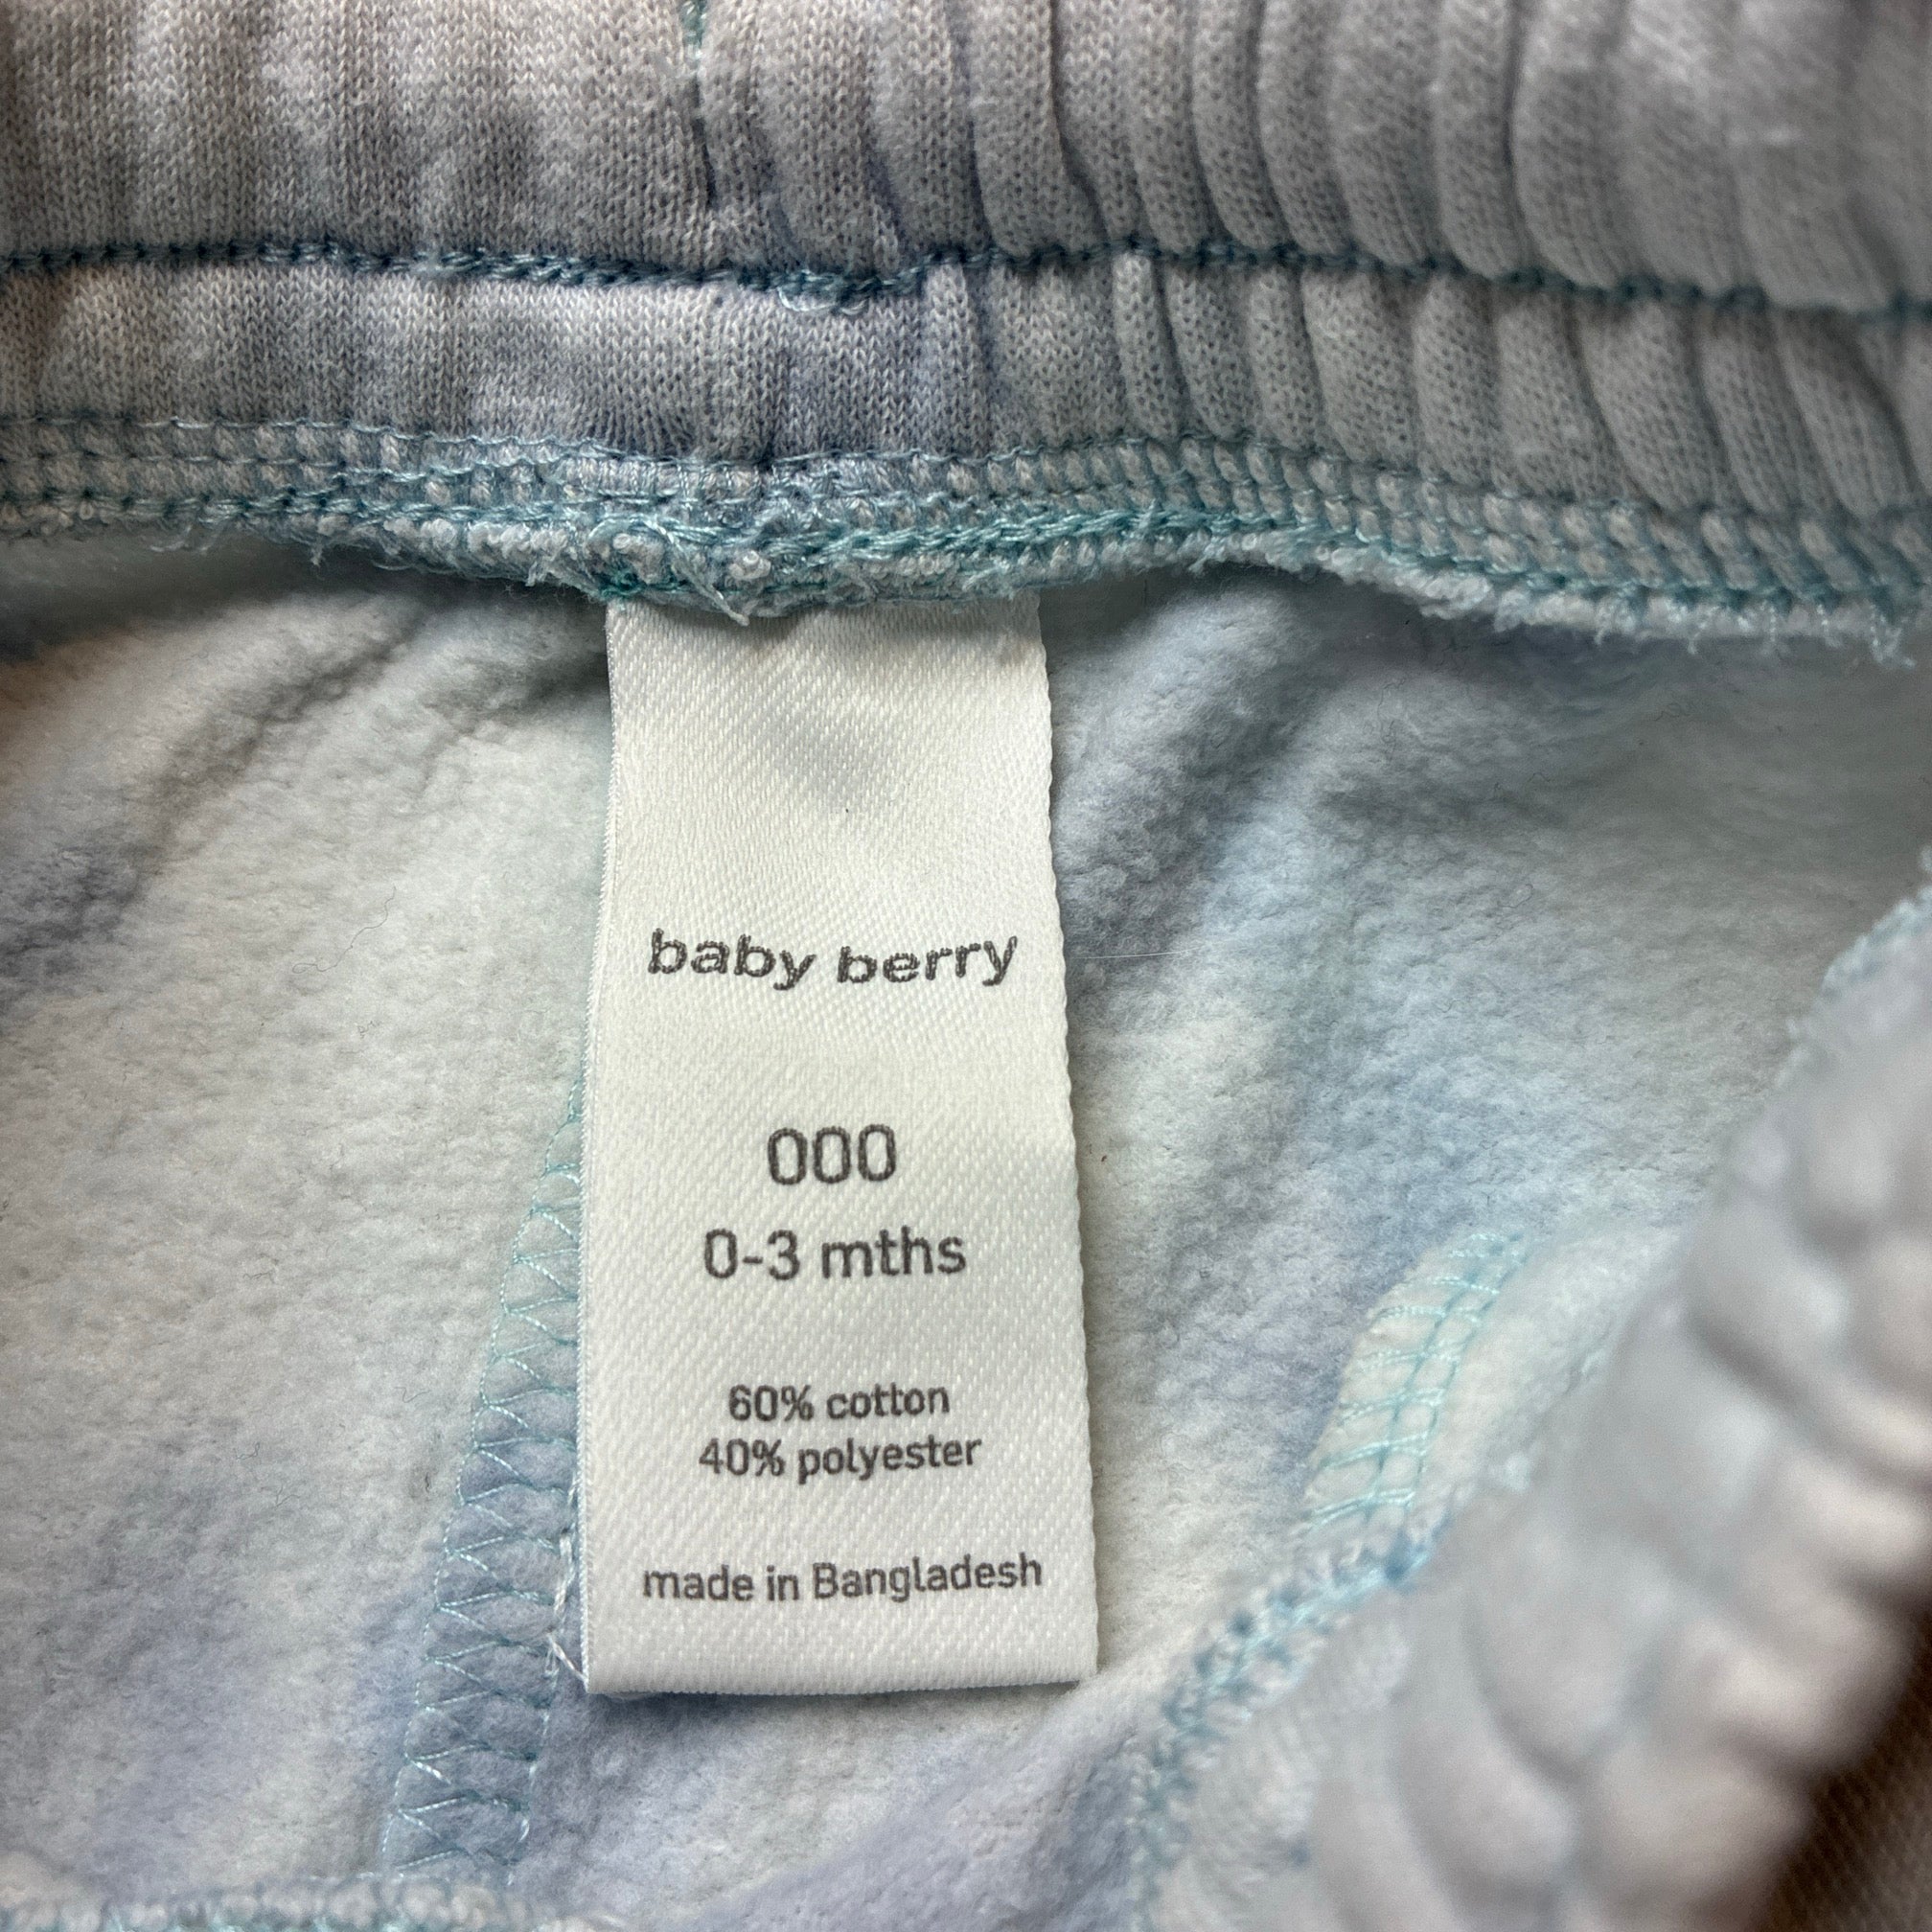 baby berry
000
0-3 mths
60% cotton
40% polyester
made in Bangladesh